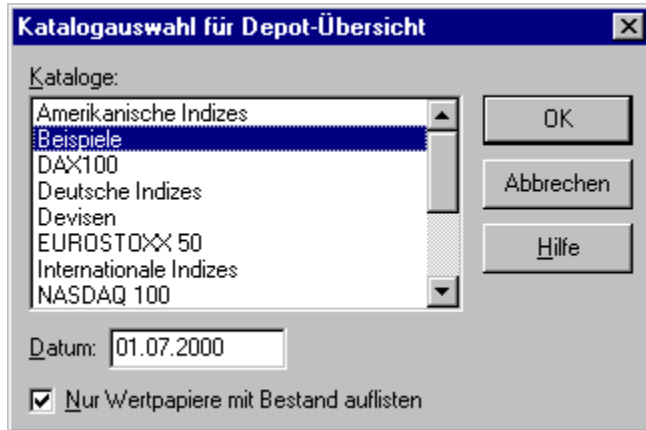 Katalogauswahl für Depot-Übersicht
Kataloge:
Amerikanische Indizes
Beispiele
DAX100
Deutsche Indizes
Devisen
EUROSTOXX 50
Internationale Indizes
NASDAQ 100
OK
Abbrechen
Hilfe
Datum: 01.07.2000
Nur Wertpapiere mit Bestand auflisten